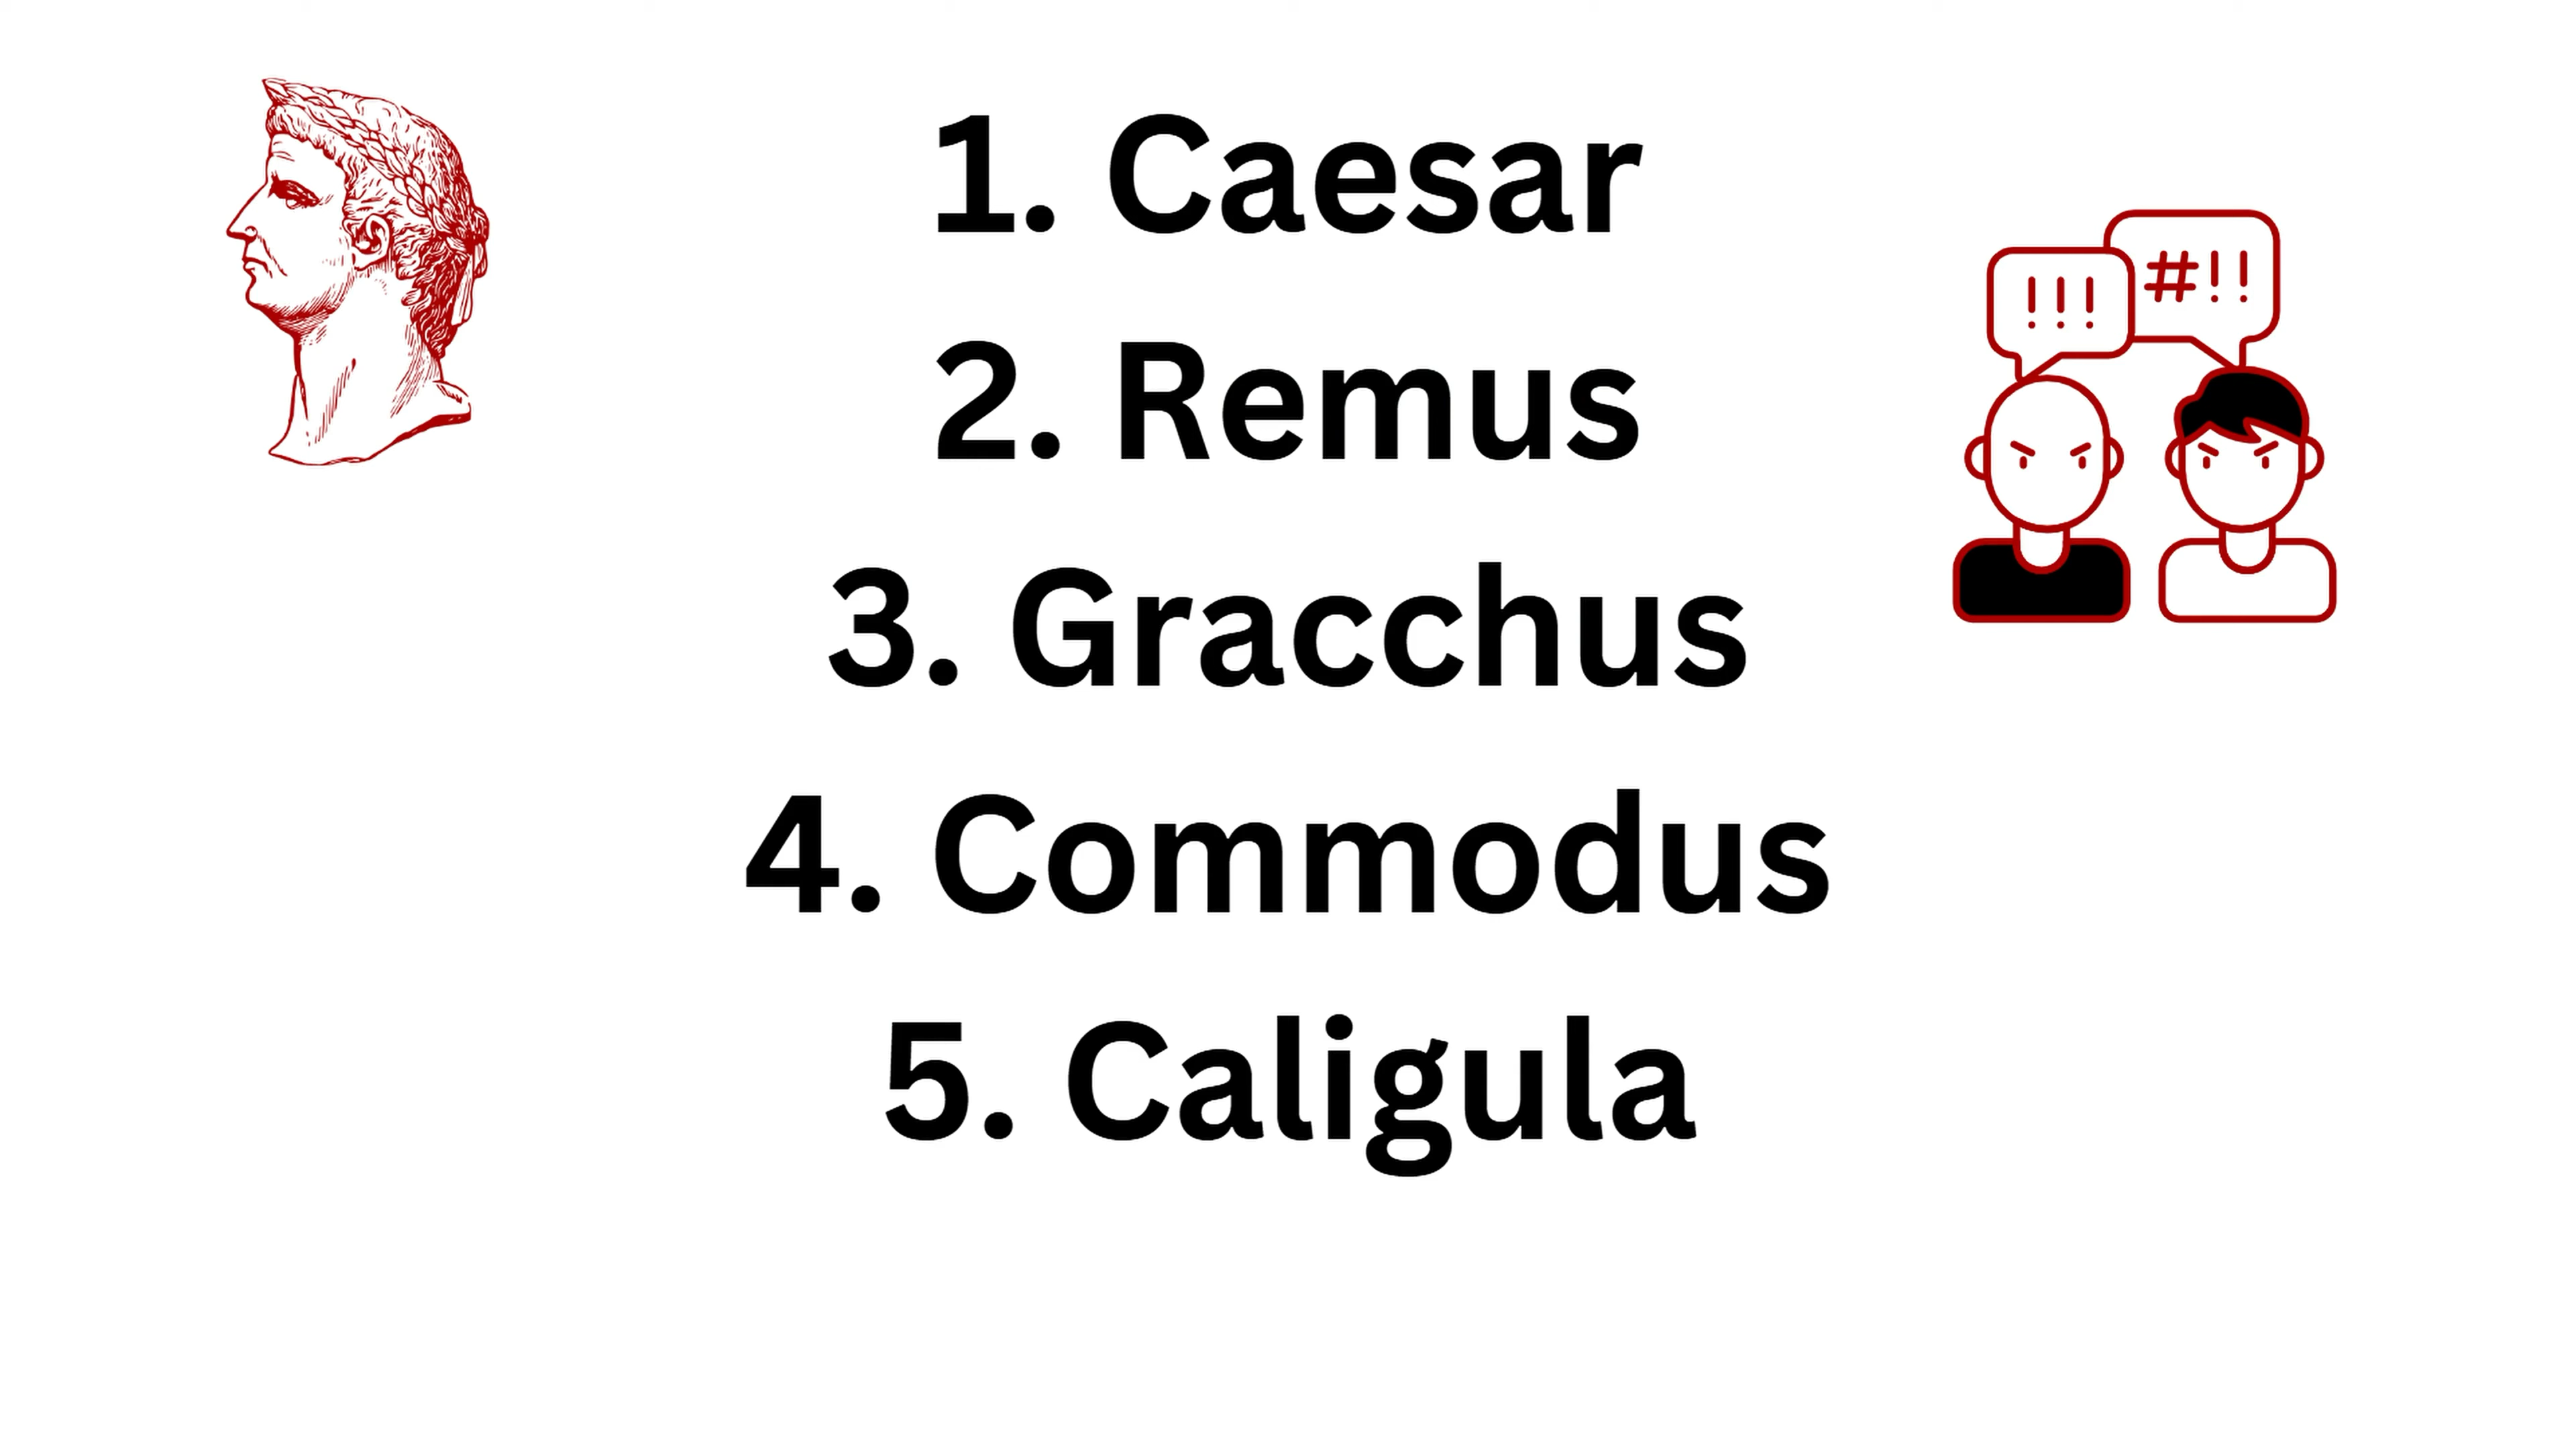 1. Caesar
!!!
#!!
2. Remus
3. Gracchus
4. Commodus
5. Caligula